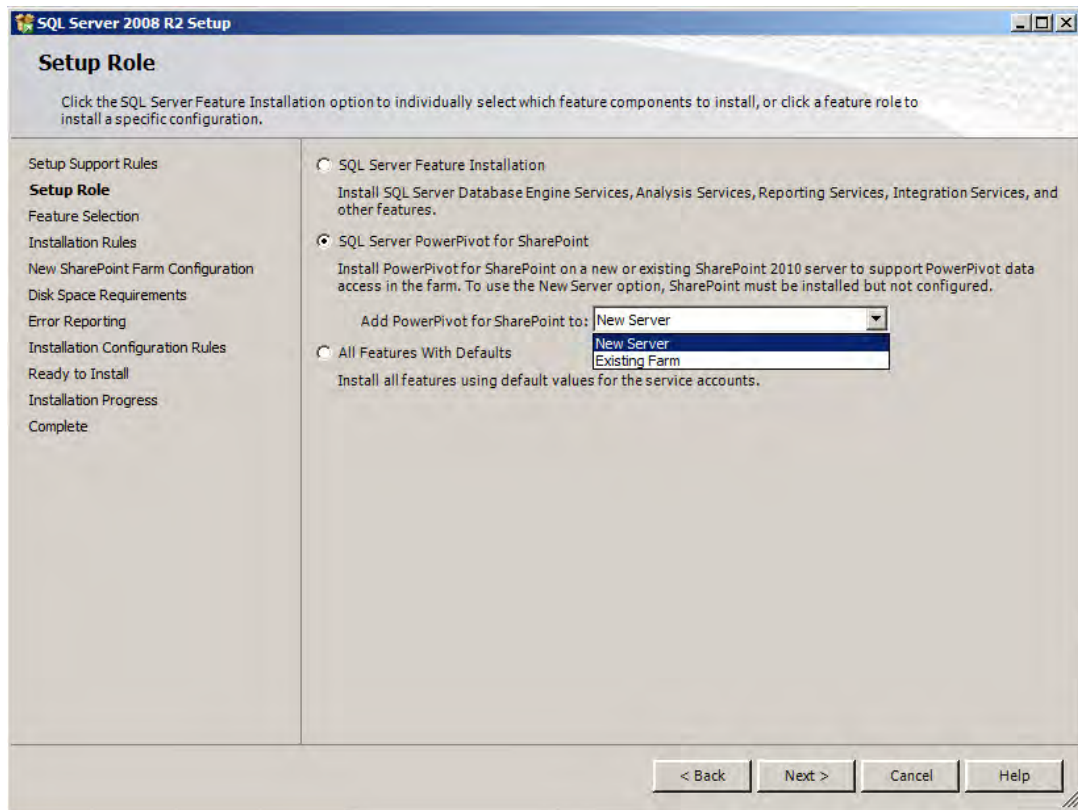 SQL Server 2008 R2 Setup
Setup Role
Click the SQL Server Feature Installation option to individually select which feature components to install, or click a feature role to
install a specific configuration.
Setup Support Rules
Setup Role
Feature Selection
Installation Rules
New SharePoint Farm Configuration
Disk Space Requirements
Error Reporting
Installation Configuration Rules
Ready to Install
Installation Progress
Complete
SQL Server Feature Installation
Install SQL Server Database Engine Services, Analysis Services, Reporting Services, Integration Services, and
other features.
SQL Server PowerPivot for SharePoint
Install PowerPivot for SharePoint on a new or existing SharePoint 2010 server to support PowerPivot data
access in the farm. To use the New Server option, SharePoint must be installed but not configured.
Add PowerPivot for SharePoint to: New Server
New Server
Existing Farm
All Features With Defaults
Install all features using default values for the service accounts.
< Back
Next >
Cancel
Help